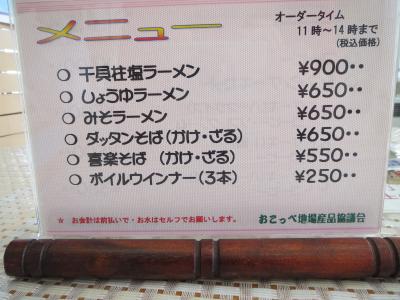 メニュー
オーダータイム
11時〜14時まで
(税込価格)
○ 干貝柱塩ラーメン ¥900‥
○ しょうゆラーメン ¥650‥
○ みそラーメン ¥650‥
○ ダッタンそば(かけ・ざる) ¥650‥
○ 喜楽そば (かけ・ざる) ¥550‥
○ ボイルウインナー(3本) ¥250‥
★ お会計は前払いで・お水はセルフでお願いします。 おこっぺ地場産品協議会